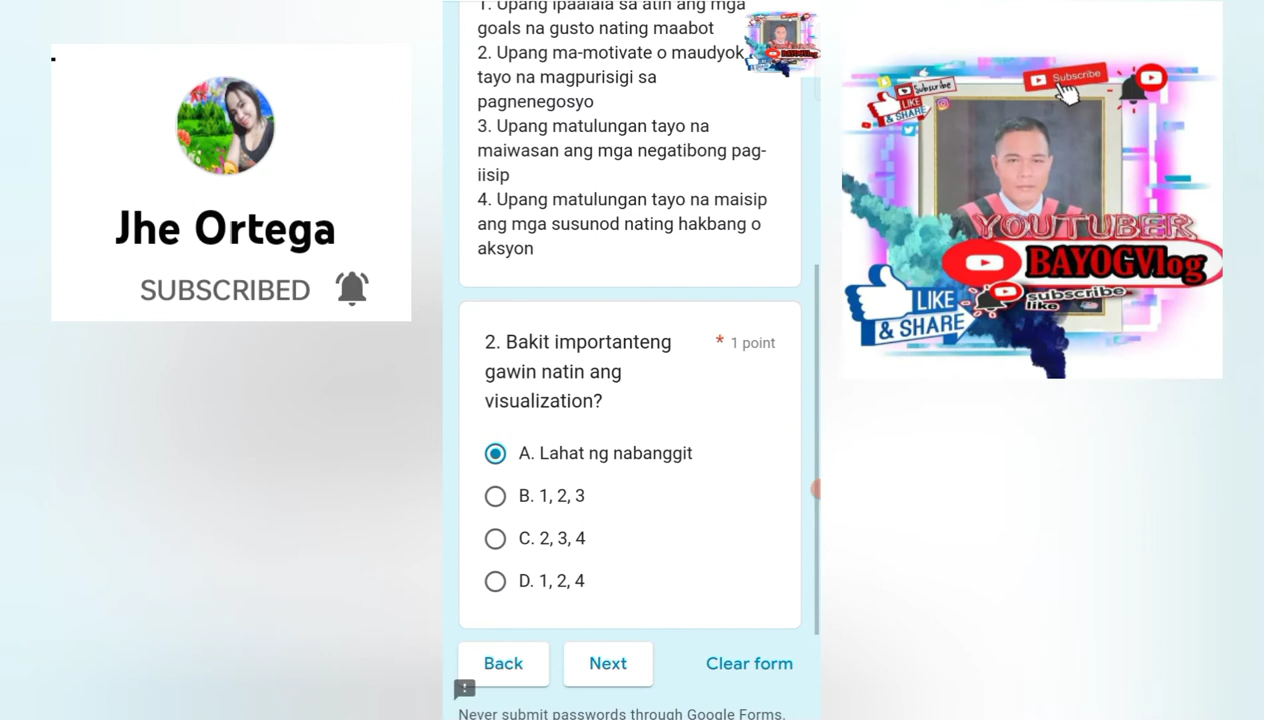 Jhe Ortega
SUBSCRIBED
1. Upang ipaalala sa atin ang mga
goals na gusto nating maabot
2. Upang ma-motivate o maudyok
tayo na magpurisigi sa
pagnenegosyo
3. Upang matulungan tayo na
maiwasan ang mga negatibong pag-
iisip
4. Upang matulungan tayo na maisip
ang mga susunod nating hakbang o
aksyon
2. Bakit importanteng * 1 point
gawin natin ang
visualization?
A. Lahat ng nabanggit
B. 1, 2, 3
C. 2, 3, 4
D. 1, 2, 4
Back Next Clear form
Never submit passwords through Google Forms.
Subscribe
Subscribe
LIKE
& SHARE
YOUTUBER
BAYOGVlog
subscribe
like
LIKE
& SHARE